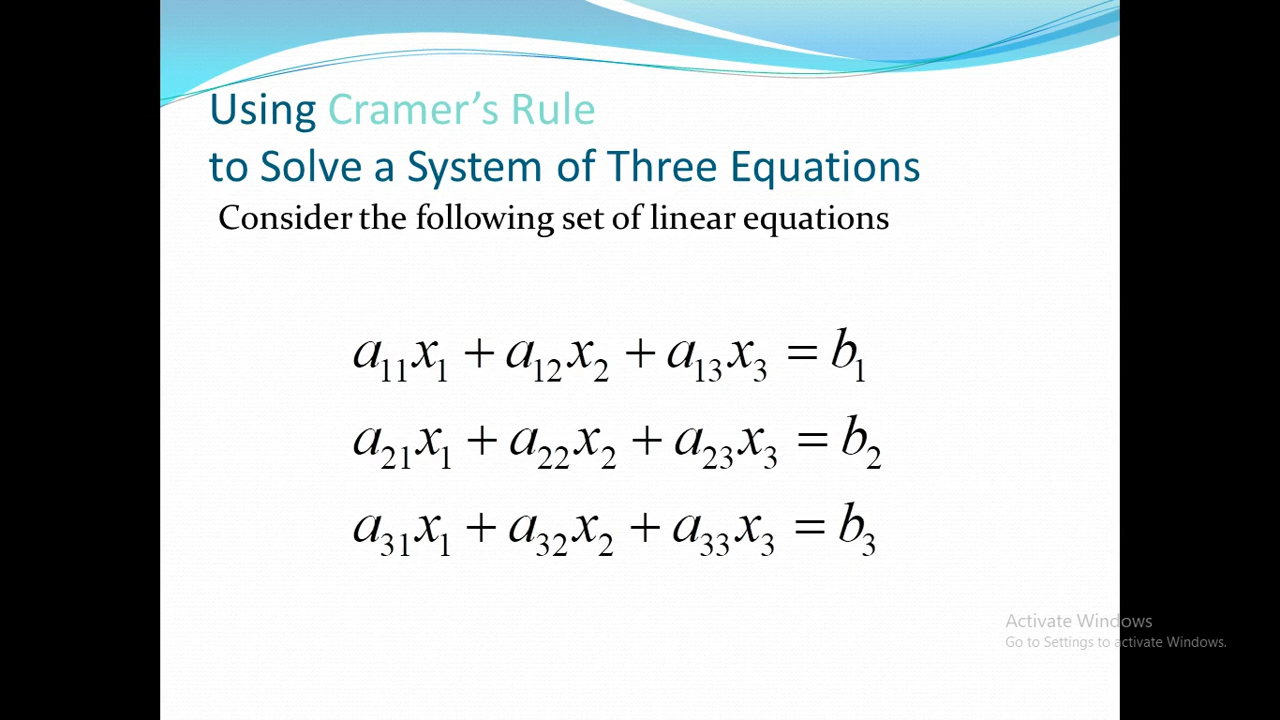 Using Cramer’s Rule
to Solve a System of Three Equations
Consider the following set of linear equations
a₁₁x₁ + a₁₂x₂ + a₁₃x₃ = b₁
a₂₁x₁ + a₂₂x₂ + a₂₃x₃ = b₂
a₃₁x₁ + a₃₂x₂ + a₃₃x₃ = b₃
Activate Windows
Go to Settings to activate Windows.